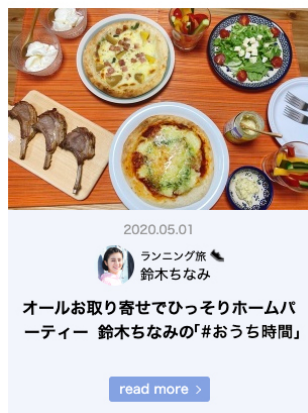 2020.05.01
ランニング旅
鈴木ちなみ
オールお取り寄せでひっそりホームパ
ーティー 鈴木ちなみの「#おうち時間」
read more >